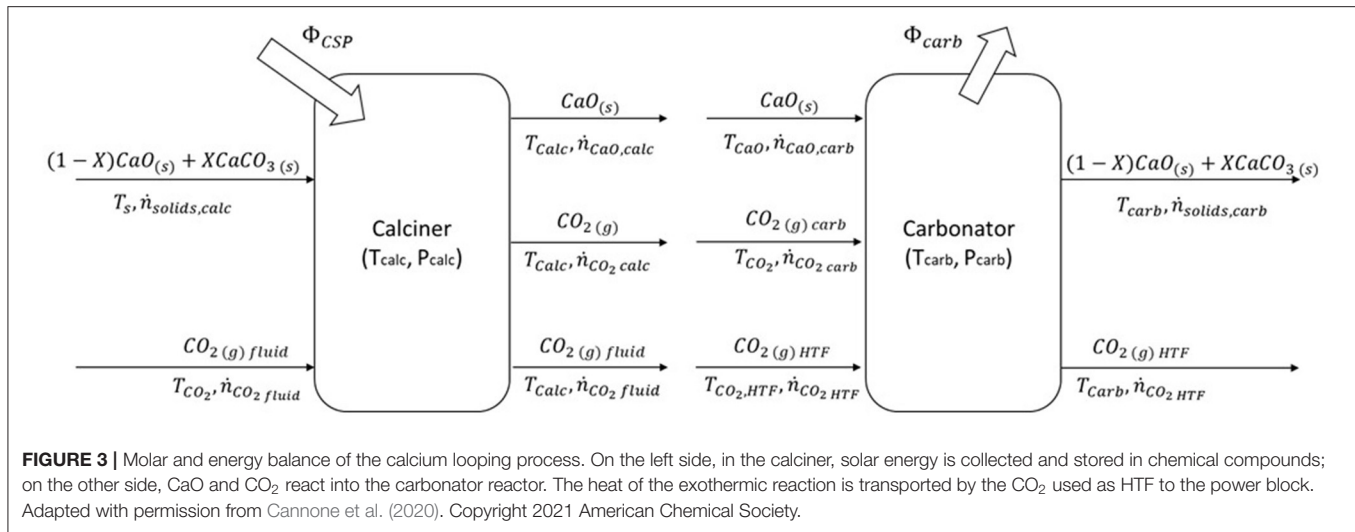 Φ_CSP
Φ_carb
CaO_(s)
T_Calc, ṅ_CaO,calc
CaO_(s)
T_CaO, ṅ_CaO,carb
(1 − X)CaO_(s) + XCaCO_3 (s)
T_s, ṅ_solids,calc
Calciner
(Tcalc, Pcalc)
CO_2 (g)
T_Calc, ṅ_CO_2 calc
CO_2 (g) carb
T_CO_2, ṅ_CO_2 carb
Carbonator
(Tcarb, Pcarb)
(1 − X)CaO_(s) + XCaCO_3 (s)
T_carb, ṅ_solids,carb
CO_2 (g) fluid
T_CO_2, ṅ_CO_2 fluid
CO_2 (g) fluid
T_Calc, ṅ_CO_2 fluid
CO_2 (g) HTF
T_CO_2,HTF, ṅ_CO_2 HTF
CO_2 (g) HTF
T_Carb, ṅ_CO_2 HTF
FIGURE 3 | Molar and energy balance of the calcium looping process. On the left side, in the calciner, solar energy is collected and stored in chemical compounds;
on the other side, CaO and CO2 react into the carbonator reactor. The heat of the exothermic reaction is transported by the CO2 used as HTF to the power block.
Adapted with permission from Cannone et al. (2020). Copyright 2021 American Chemical Society.